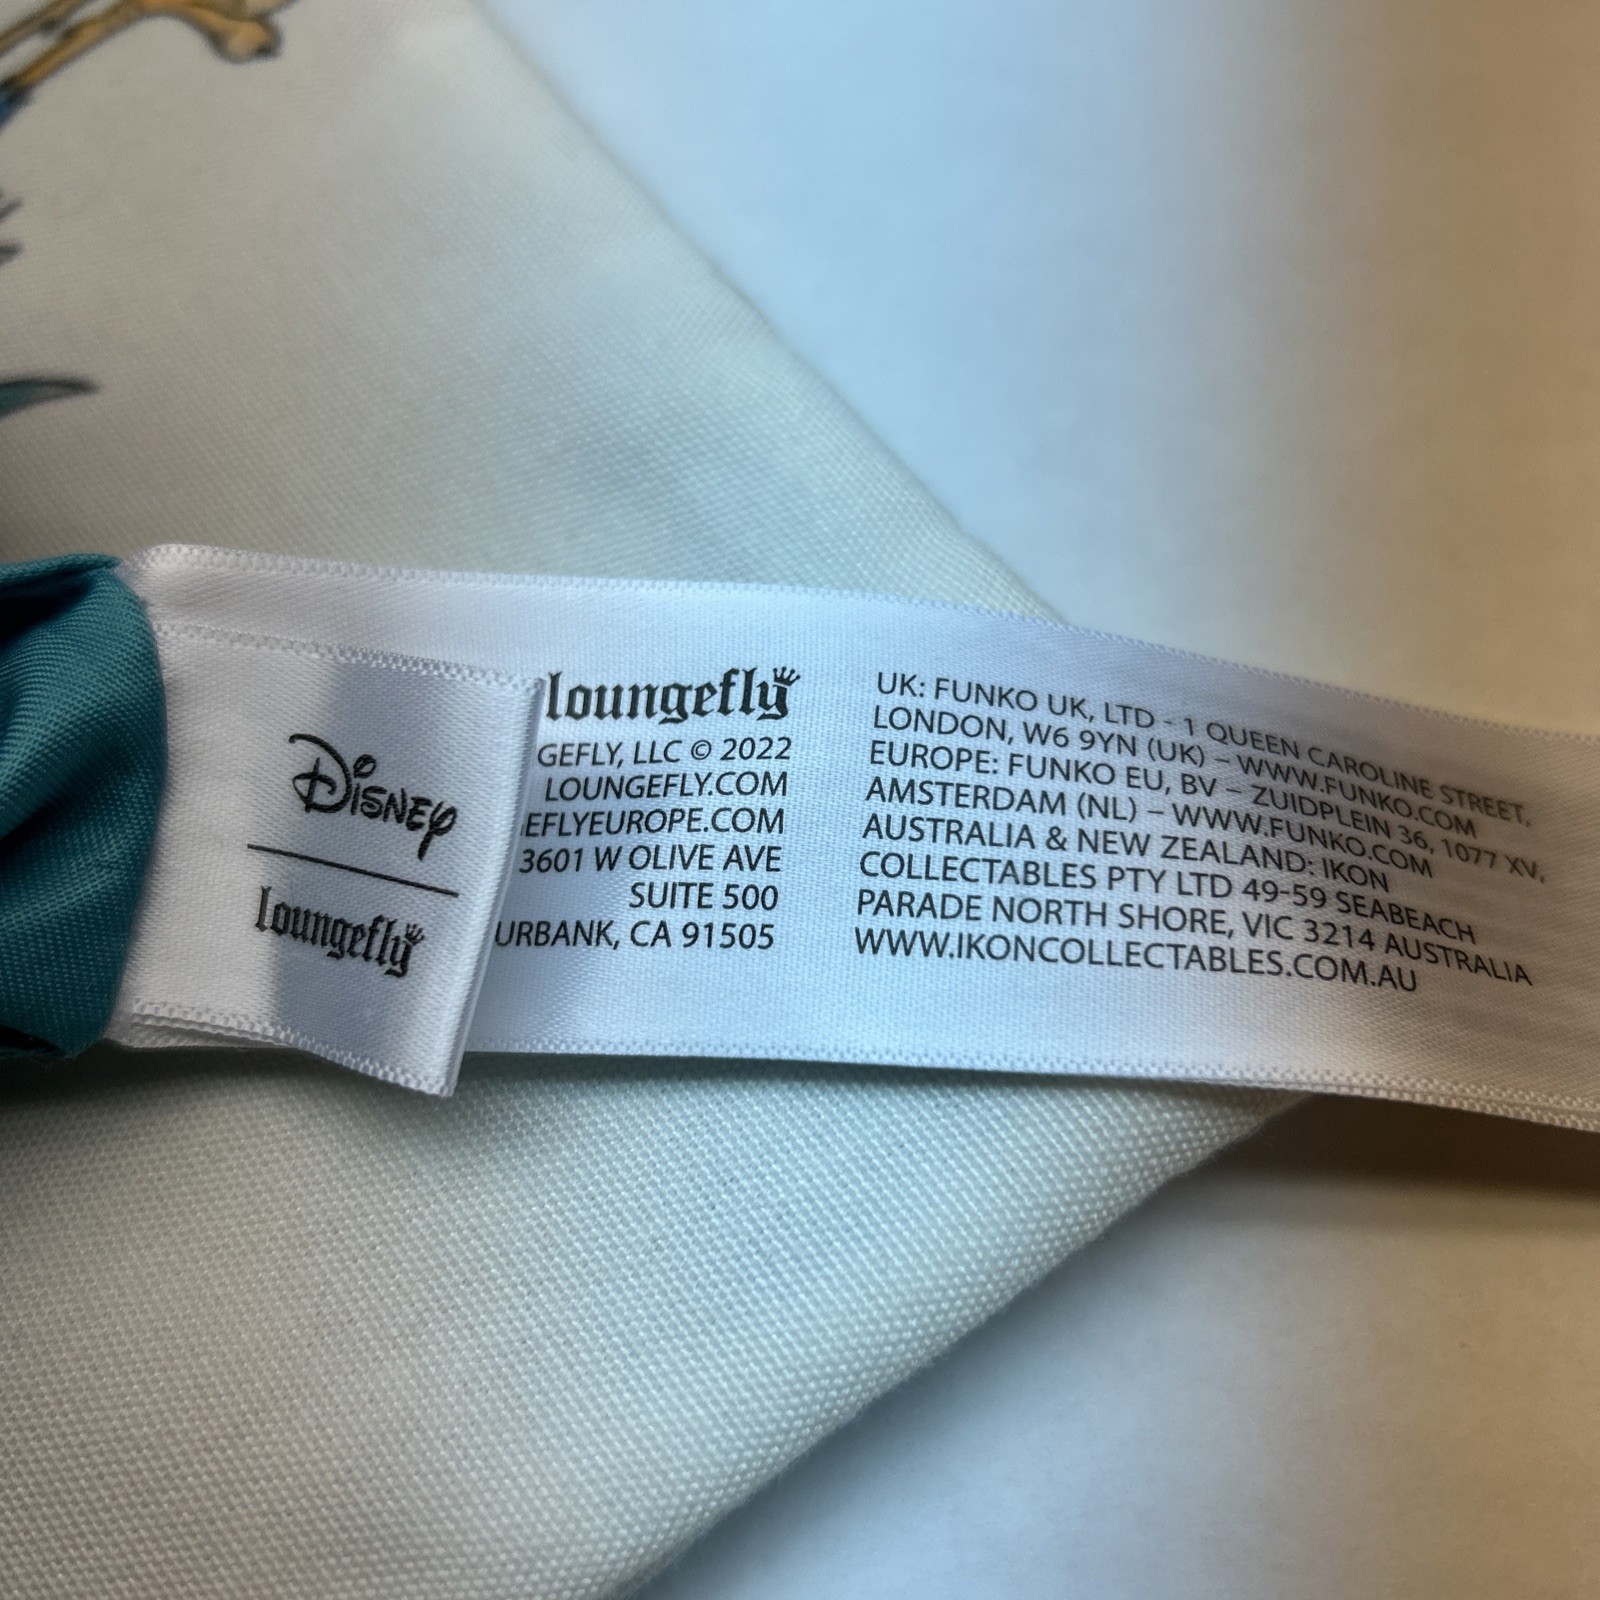 Disney
loungefly
loungefly
GEFLY, LLC © 2022
LOUNGEFLY.COM
EFLYEUROPE.COM
3601 W OLIVE AVE
SUITE 500
URBANK, CA 91505
UK: FUNKO UK, LTD - 1 QUEEN CAROLINE STREET,
LONDON, W6 9YN (UK) – WWW.FUNKO.COM
EUROPE: FUNKO EU, BV – ZUIDPLEIN 36, 1077 XV,
AMSTERDAM (NL) – WWW.FUNKO.COM
AUSTRALIA & NEW ZEALAND: IKON
COLLECTABLES PTY LTD 49-59 SEABEACH
PARADE NORTH SHORE, VIC 3214 AUSTRALIA
WWW.IKONCOLLECTABLES.COM.AU